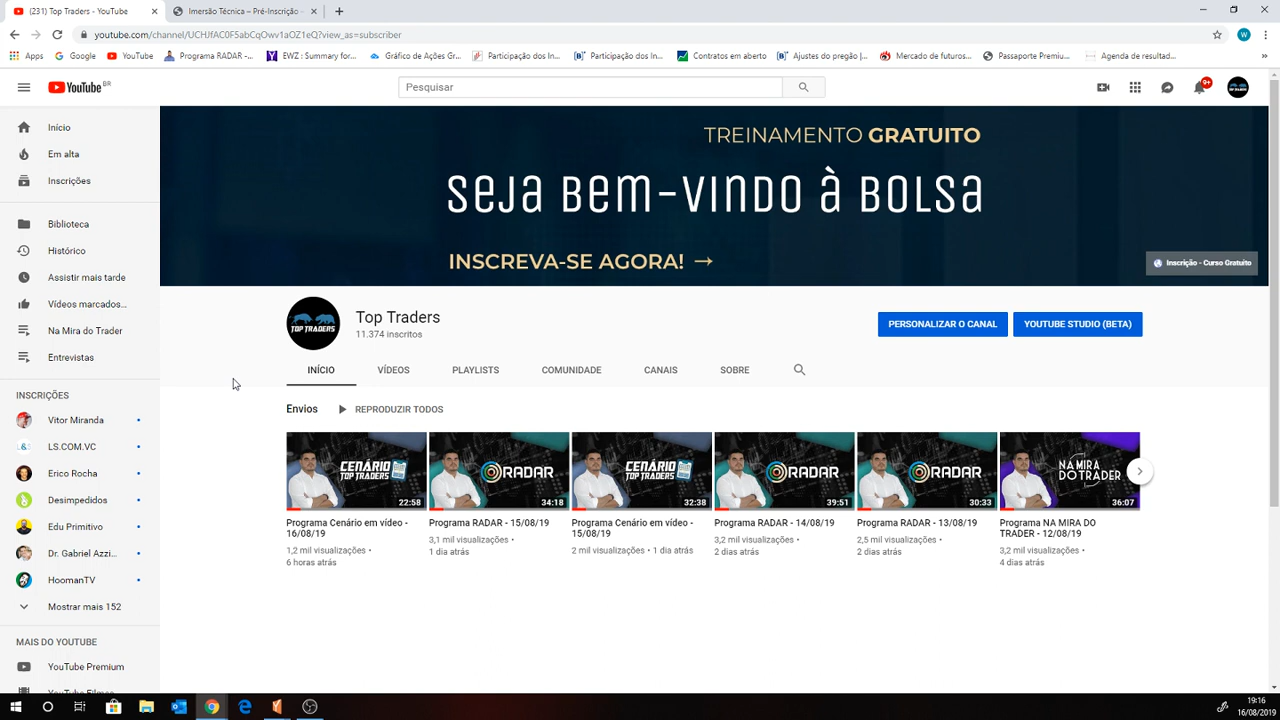 (231) Top Traders - YouTube
Imersão Técnica – Pré-Inscrição -
youtube.com/channel/UCHJfAC0F5abCqOwv1aOZ1eQ?view_as=subscriber
Apps
Google
YouTube
Programa RADAR -...
EWZ : Summary for...
Gráfico de Ações Gr...
Participação dos In...
Participação dos In...
Contratos em aberto
Ajustes do pregão |...
Mercado de futuros...
Passaporte Premiu...
Agenda de resultad...
YouTube BR
Pesquisar
9+
TOP TRADERS
Início
Em alta
Inscrições
Biblioteca
Histórico
Assistir mais tarde
Vídeos marcados...
Na Mira do Trader
Entrevistas
INSCRIÇÕES
Vitor Miranda
LS.COM.VC
Erico Rocha
Desimpedidos
Edu Primitivo
Dr. Gabriel Azzi...
HoomanTV
Mostrar mais 152
MAIS DO YOUTUBE
YouTube Premium
YouTube Filmes
TREINAMENTO GRATUITO
SEJA BEM-VINDO À BOLSA
INSCREVA-SE AGORA! →
Inscrição - Curso Gratuito
TOP TRADERS
Top Traders
11.374 inscritos
PERSONALIZAR O CANAL
YOUTUBE STUDIO (BETA)
INÍCIO
VÍDEOS
PLAYLISTS
COMUNIDADE
CANAIS
SOBRE
Envios
REPRODUZIR TODOS
CENÁRIO
TOP TRADERS
22:58
Programa Cenário em vídeo -
16/08/19
1,2 mil visualizações •
6 horas atrás
RADAR
34:18
Programa RADAR - 15/08/19
3,1 mil visualizações •
1 dia atrás
CENÁRIO
TOP TRADERS
32:38
Programa Cenário em vídeo -
15/08/19
2 mil visualizações • 1 dia atrás
RADAR
39:51
Programa RADAR - 14/08/19
3,2 mil visualizações •
2 dias atrás
RADAR
30:33
Programa RADAR - 13/08/19
2,5 mil visualizações •
2 dias atrás
NA MIRA
DO TRADER
36:07
Programa NA MIRA DO
TRADER - 12/08/19
3,2 mil visualizações •
4 dias atrás
19:16
16/08/2019